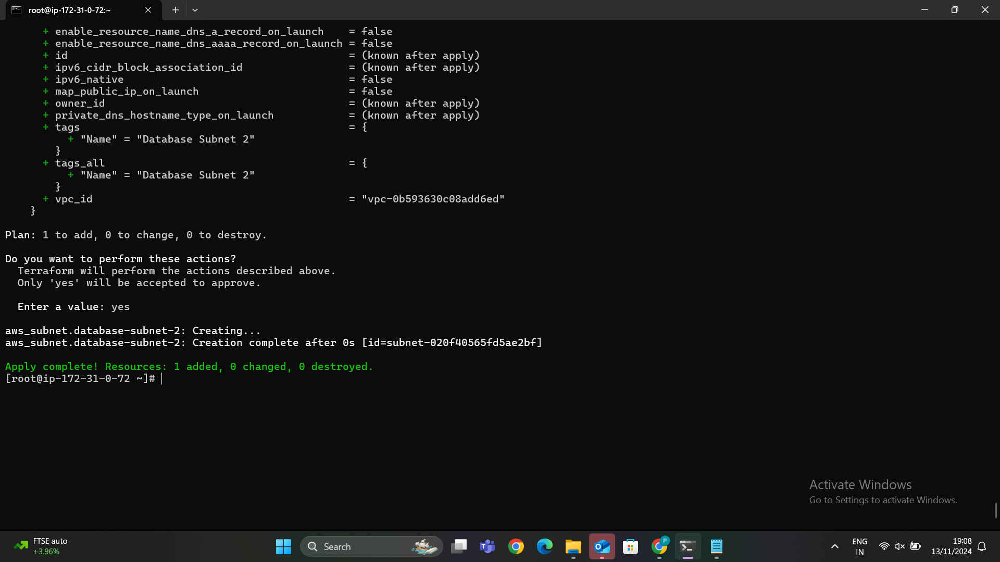 root@ip-172-31-0-72:~
+ enable_resource_name_dns_a_record_on_launch    = false
+ enable_resource_name_dns_aaaa_record_on_launch = false
+ id                                             = (known after apply)
+ ipv6_cidr_block_association_id                 = (known after apply)
+ ipv6_native                                    = false
+ map_public_ip_on_launch                        = false
+ owner_id                                       = (known after apply)
+ private_dns_hostname_type_on_launch            = (known after apply)
+ tags                                           = {
+ "Name" = "Database Subnet 2"
}
+ tags_all                                       = {
+ "Name" = "Database Subnet 2"
}
+ vpc_id                                         = "vpc-0b593630c08add6ed"
}
Plan: 1 to add, 0 to change, 0 to destroy.
Do you want to perform these actions?
Terraform will perform the actions described above.
Only 'yes' will be accepted to approve.
Enter a value: yes
aws_subnet.database-subnet-2: Creating...
aws_subnet.database-subnet-2: Creation complete after 0s [id=subnet-020f40565fd5ae2bf]
Apply complete! Resources: 1 added, 0 changed, 0 destroyed.
[root@ip-172-31-0-72 ~]#
Activate Windows
Go to Settings to activate Windows.
FTSE auto
+3.96%
Search
P
ENG
IN
19:08
13/11/2024